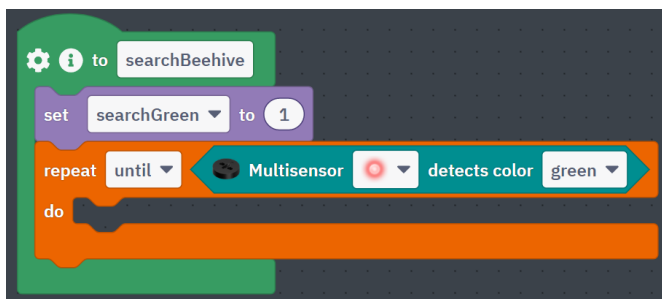 to searchBeehive
set searchGreen to 1
repeat until Multisensor detects color green
do